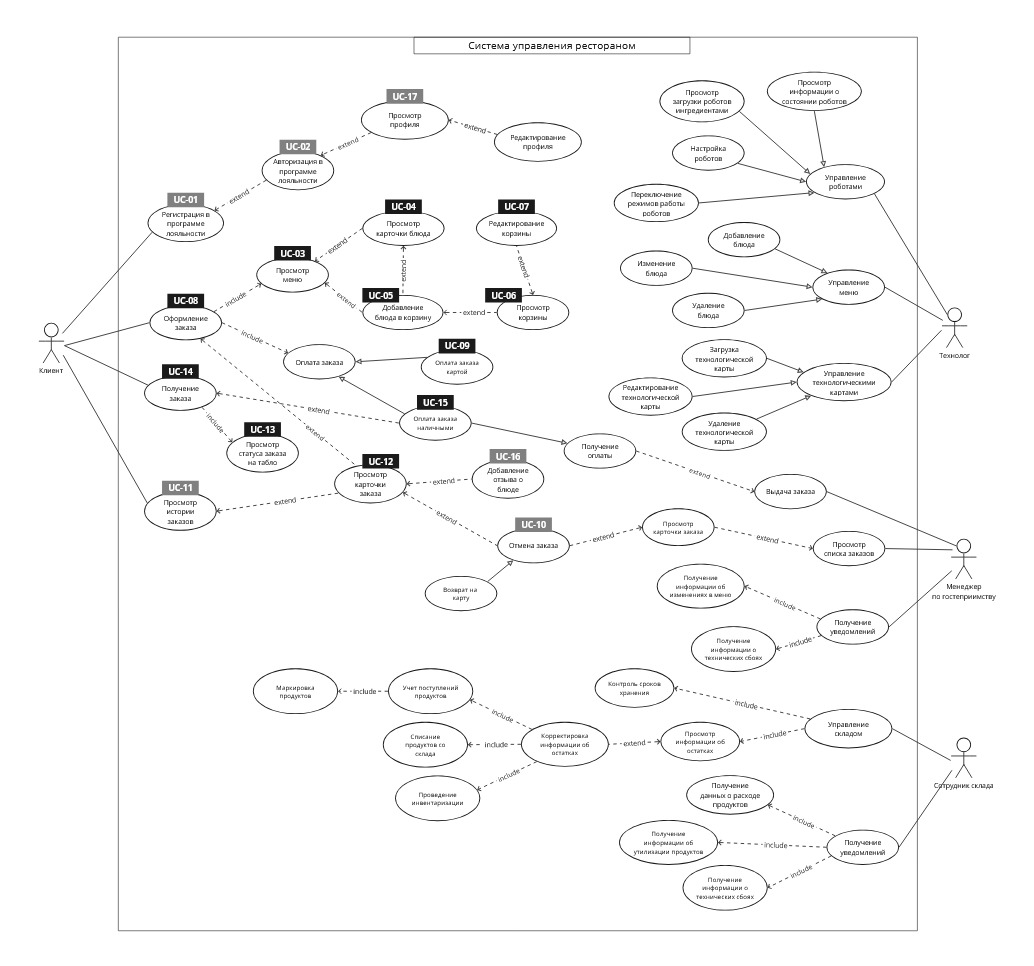 Система управления рестораном
UC-17
Просмотр
профиля
extend
Редактирование
профиля
extend
UC-02
Авторизация в
программе
лояльности
extend
UC-01
Регистрация в
программе
лояльности
UC-04
Просмотр
карточки блюда
extend
UC-07
Редактирование
корзины
extend
extend
UC-03
Просмотр
меню
include
extend
UC-05
Добавление
блюда в корзину
extend
UC-06
Просмотр
корзины
UC-08
Оформление
заказа
include
Оплата заказа
UC-09
Оплата заказа
картой
Клиент
UC-14
Получение
заказа
extend
include
extend
UC-15
Оплата заказа
наличными
UC-13
Просмотр
статуса заказа
на табло
UC-12
Просмотр
карточки
заказа
extend
UC-16
Добавление
отзыва о
блюде
UC-11
Просмотр
истории
заказов
extend
extend
UC-10
Отмена заказа
Возврат на
карту
extend
Получение
оплаты
extend
Выдача заказа
Просмотр
карточки заказа
extend
Просмотр
списка заказов
Просмотр
загрузки роботов
ингредиентами
Просмотр
информации о
состоянии роботов
Настройка
роботов
Переключение
режимов работы
роботов
Управление
роботами
Добавление
блюда
Изменение
блюда
Удаление
блюда
Управление
меню
Технолог
Загрузка
технологической
карты
Редактирование
технологической
карты
Удаление
технологической
карты
Управление
технологическими
картами
Менеджер
по гостеприимству
Получение
информации об
изменениях в меню
include
Получение
информации о
технических сбоях
include
Получение
уведомлений
Маркировка
продуктов
include
Учет поступлений
продуктов
include
Списание
продуктов со
склада
include
Проведение
инвентаризации
include
Корректировка
информации об
остатках
extend
Контроль сроков
хранения
include
Просмотр
информации об
остатках
include
Управление
складом
Сотрудник склада
Получение
данных о расходе
продуктов
include
Получение
информации об
утилизации продуктов
include
Получение
информации о
технических сбоях
include
Получение
уведомлений